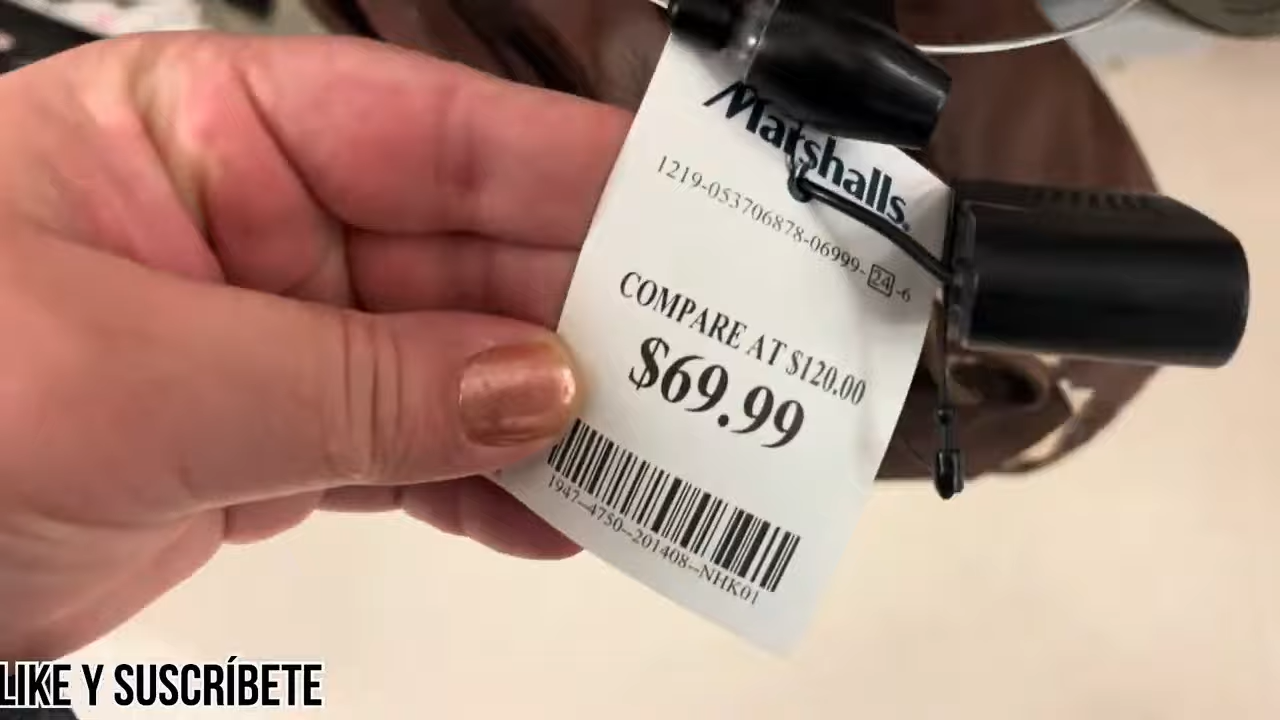 Marshalls.
1219-053706878-06999-24-6
COMPARE AT $120.00
$69.99
1947--4750--201408--NHK01
LIKE Y SUSCRÍBETE